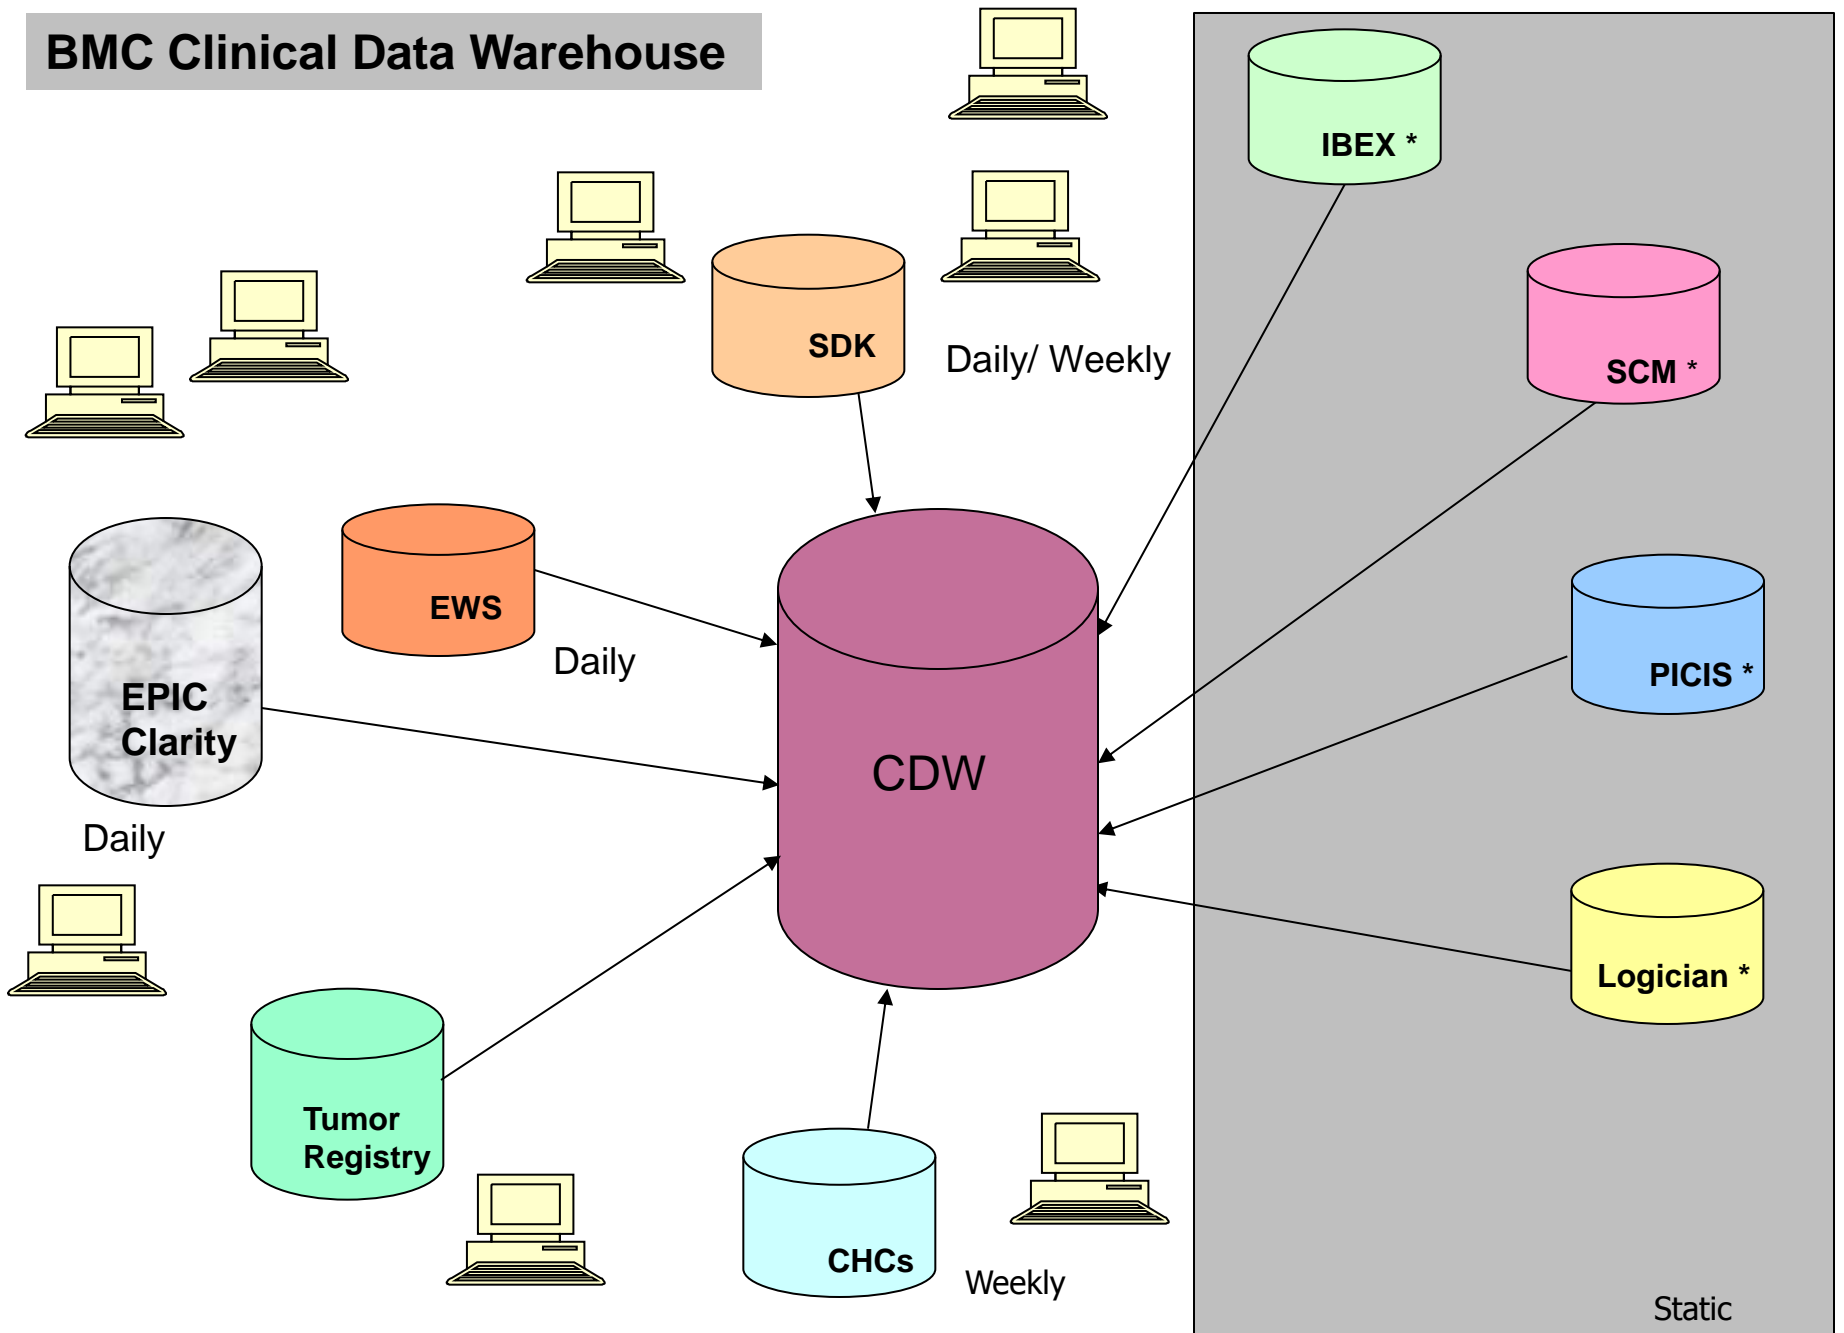 BMC Clinical Data Warehouse
IBEX *
SCM *
SDK
Daily/ Weekly
EWS
Daily
EPIC
Clarity
Daily
CDW
PICIS *
Logician *
Tumor
Registry
CHCs
Weekly
Static